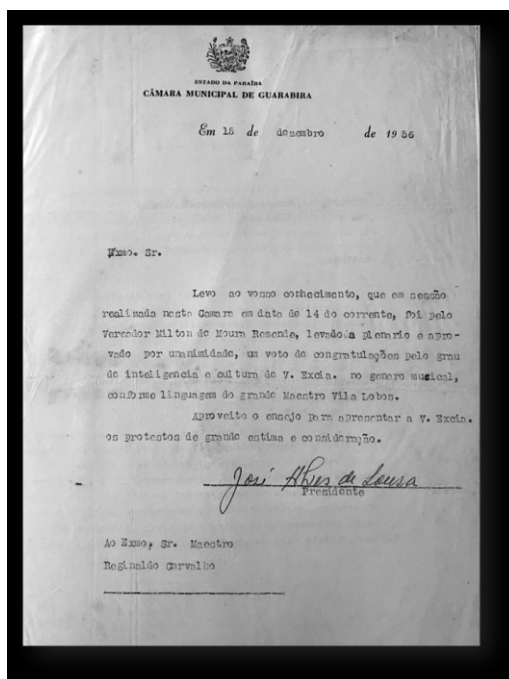 ESTADO DA PARAÍBA
CÂMARA MUNICIPAL DE GUARABIRA
Em 15 de dezembro de 1956
Exmo. Sr.
Levo ao vosso conhecimento, que em sessão
realizada nesta Camara em data de 14 do corrente, foi pelo
Vereador Milton de Moura Resende, levado a plenario e apro-
vado por unanimidade, um voto de congratulações pelo grau
de inteligencia e cultura de V. Excia. no genero musical,
conforme linguagem do grande Maestro Vila Lobos.
Aproveito o ensejo para apresentar a V. Excia.
os protestos de grande estima e consideração.
José Alves de Sousa
Presidente
Ao Exmo. Sr. Maestro
Reginaldo Carvalho